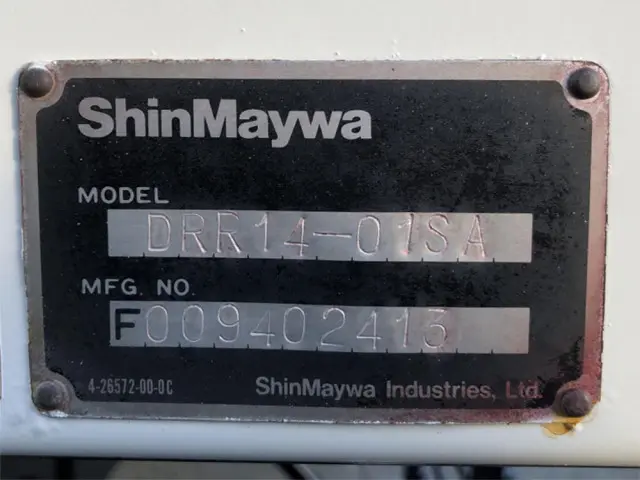 ShinMaywa
MODEL
DRR14-01SA
MFG. NO.
F009402413
4-26572-00-0C
ShinMaywa Industries, Ltd.